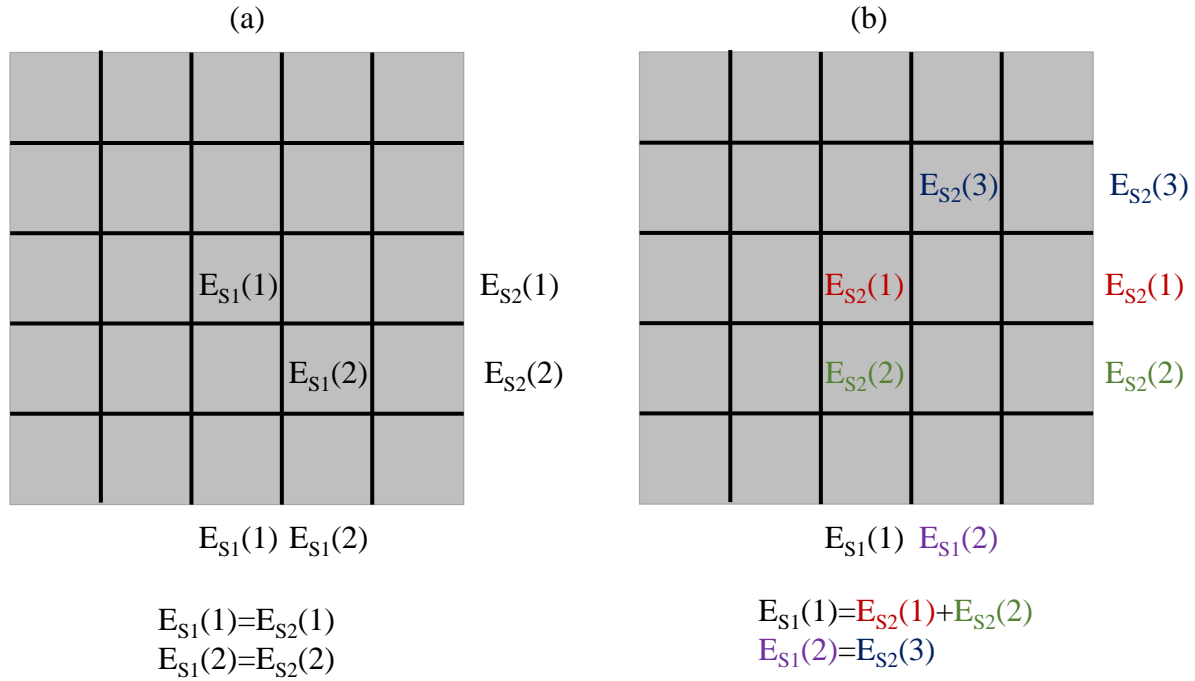 (a)
E_S1(1) E_S2(1)
E_S1(2) E_S2(2)
E_S1(1) E_S1(2)
E_S1(1)=E_S2(1)
E_S1(2)=E_S2(2)
(b)
E_S2(3) E_S2(3)
E_S2(1) E_S2(1)
E_S2(2) E_S2(2)
E_S1(1) E_S1(2)
E_S1(1)=E_S2(1)+E_S2(2)
E_S1(2)=E_S2(3)